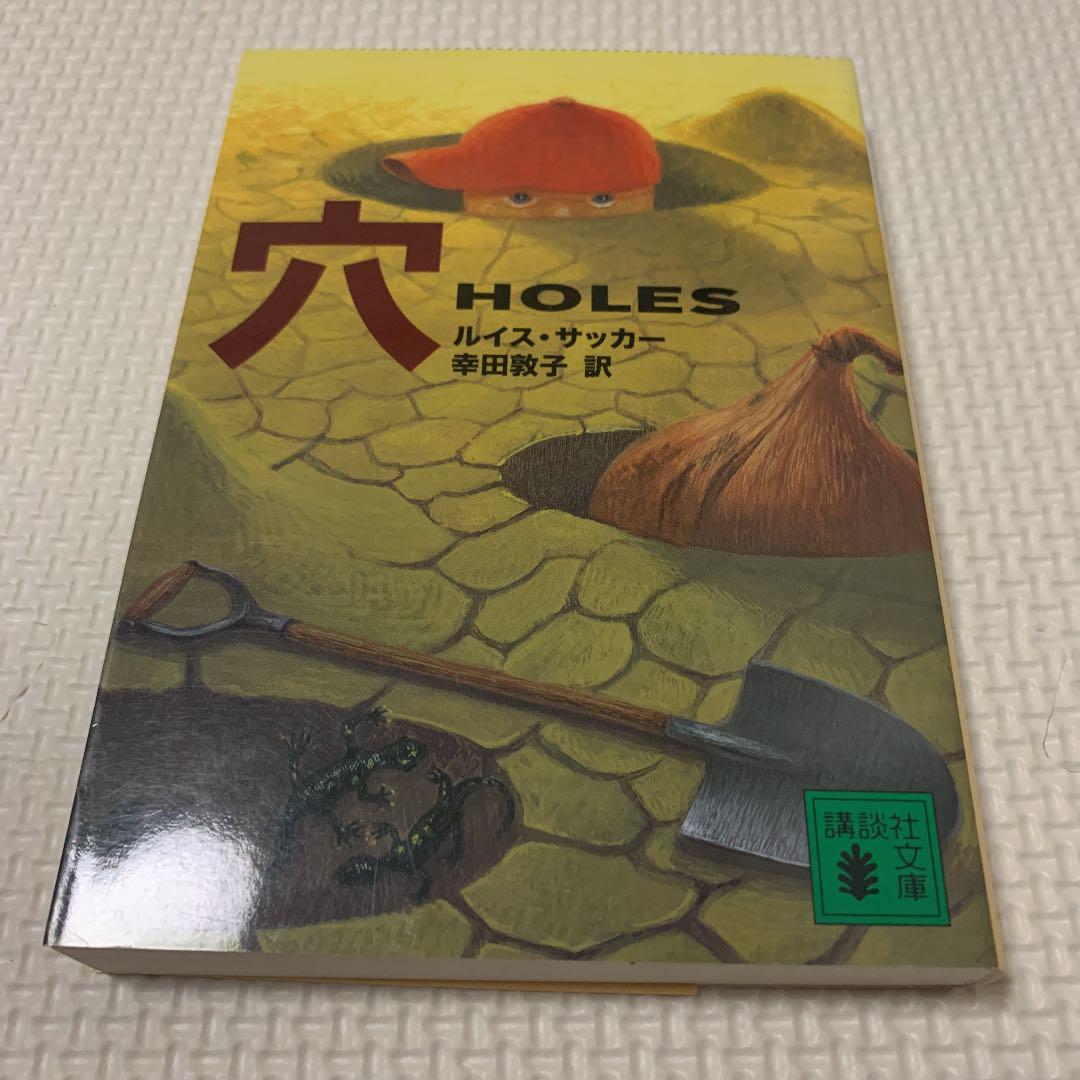 穴
HOLES
ルイス・サッカー
幸田敦子 訳
講談社
文庫